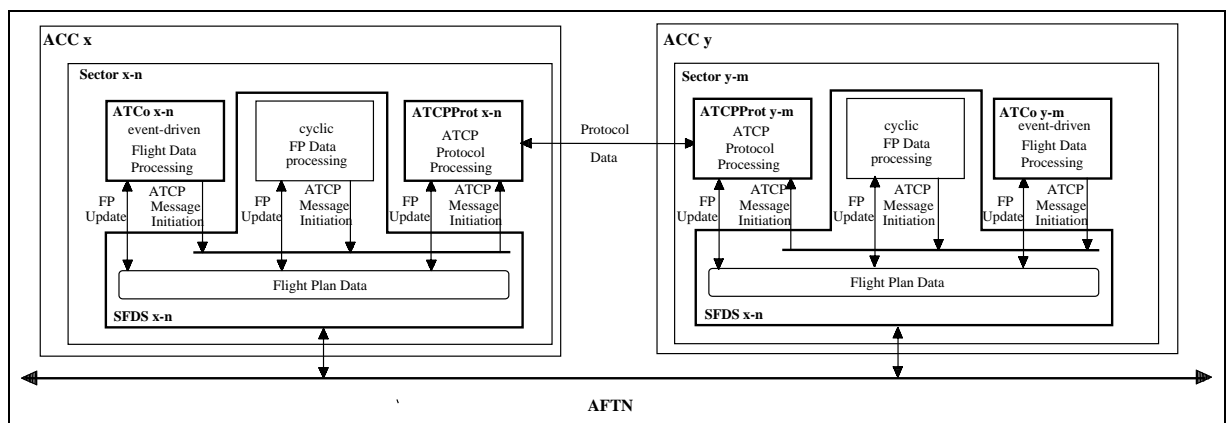 ACC x
Sector x-n
ATCo x-n
event-driven
Flight Data
Processing
cyclic
FP Data
processing
ATCPProt x-n
ATCP
Protocol
Processing
FP
Update
ATCP
Message
Initiation
FP
Update
ATCP
Message
Initiation
FP
Update
ATCP
Message
Initiation
Flight Plan Data
SFDS x-n
Protocol
Data
ACC y
Sector y-m
ATCPProt y-m
ATCP
Protocol
Processing
cyclic
FP Data
processing
ATCo y-m
event-driven
Flight Data
Processing
FP
Update
ATCP
Message
Initiation
FP
Update
ATCP
Message
Initiation
FP
Update
ATCP
Message
Initiation
Flight Plan Data
SFDS x-n
AFTN